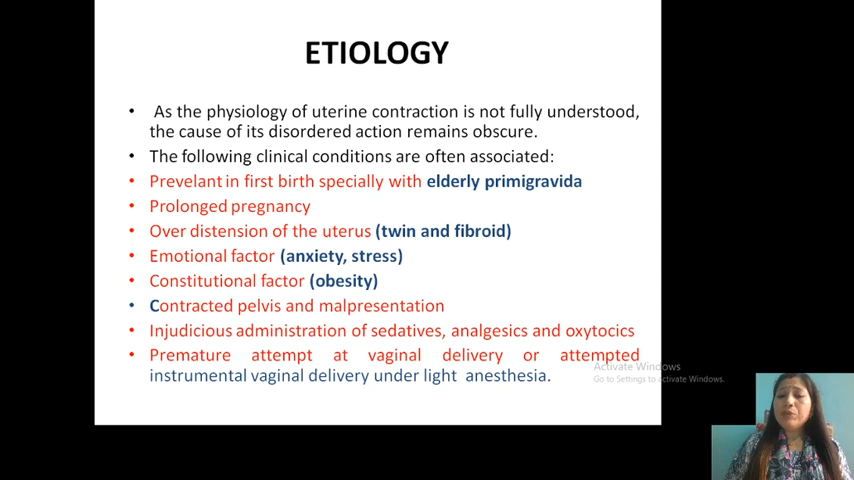 ETIOLOGY
• As the physiology of uterine contraction is not fully understood,
the cause of its disordered action remains obscure.
• The following clinical conditions are often associated:
• Prevelant in first birth specially with elderly primigravida
• Prolonged pregnancy
• Over distension of the uterus (twin and fibroid)
• Emotional factor (anxiety, stress)
• Constitutional factor (obesity)
• Contracted pelvis and malpresentation
• Injudicious administration of sedatives, analgesics and oxytocics
• Premature attempt at vaginal delivery or attempted
instrumental vaginal delivery under light anesthesia.
Activate Windows
Go to Settings to activate Windows.